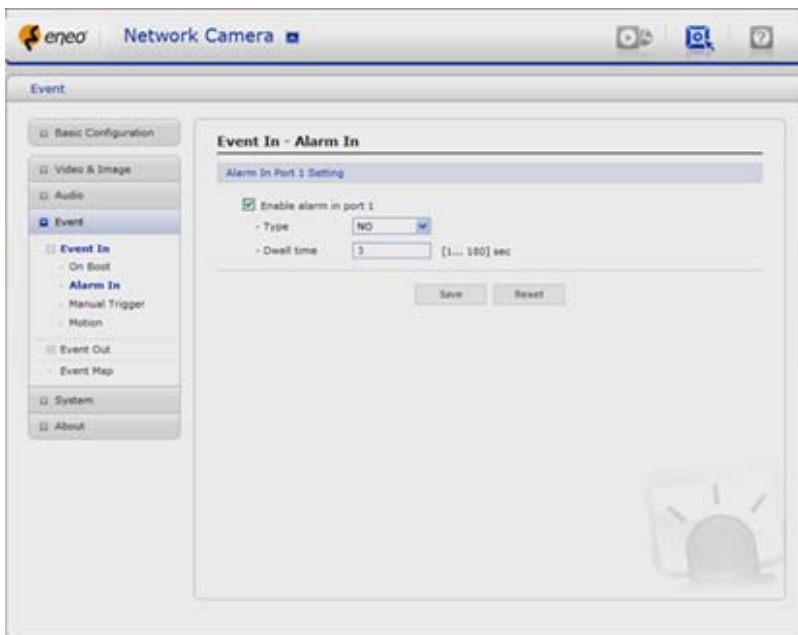 eneo Network Camera
Event
Basic Configuration
Video & Image
Audio
Event
Event In
- On Boot
- Alarm In
- Manual Trigger
- Motion
Event Out
- Event Map
System
About
Event In - Alarm In
Alarm In Port 1 Setting
Enable alarm in port 1
- Type NO
- Dwell time 3 [1... 180] sec
Save Reset